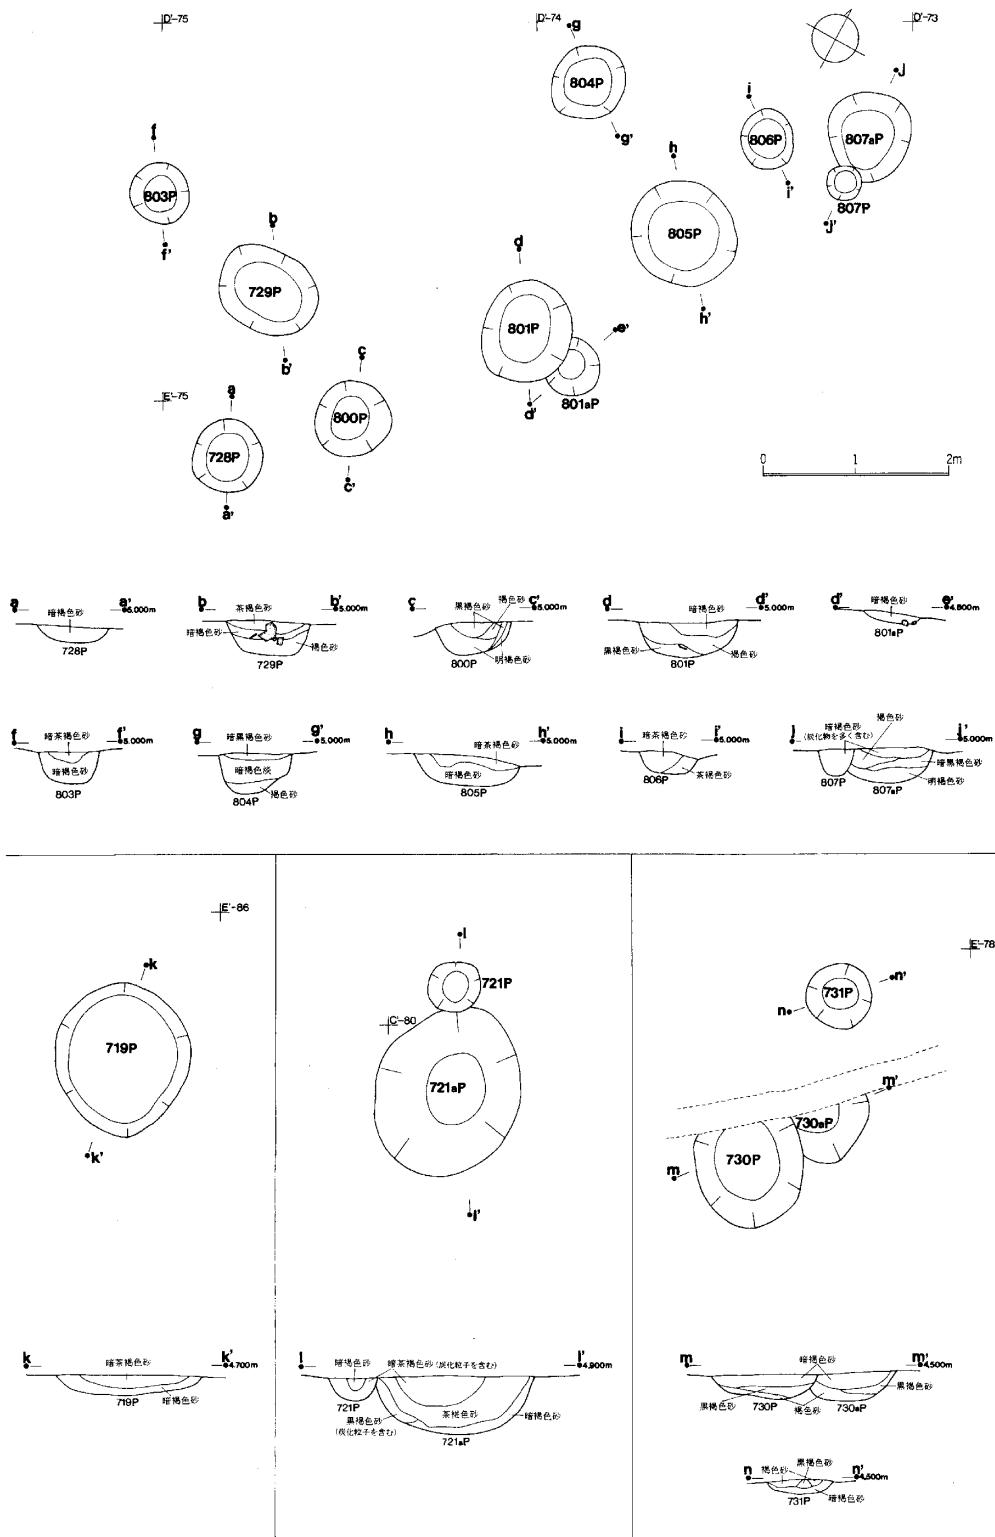 D'-75
D'-74
D'-73
g
804P
g'
i
806P
i'
j
807aP
807P
j'
f
803P
f'
h
805P
h'
b
729P
b'
d
801P
e'
d'
801aP
E'-75
a
728P
a'
c
800P
c'
0 1 2m
a 暗褐色砂 a' 5.000m
728P
b 茶褐色砂 b' 5.000m
暗褐色砂
褐色砂
729P
c 黒褐色砂 褐色砂 c' 5.000m
800P 明褐色砂
d 暗褐色砂 d' 5.000m
黒褐色砂 801P 褐色砂
d' 暗褐色砂 e' 4.800m
801aP
f 暗茶褐色砂 f' 5.000m
暗褐色砂
803P
g 暗黒褐色砂 g' 5.000m
暗褐色淡
804P 褐色砂
h 暗茶褐色砂 h' 5.000m
暗褐色砂
805P
i 暗茶褐色砂 i' 5.000m
806P 茶褐色砂
j 暗褐色砂 褐色砂 j' 5.000m
(炭化物を多く含む)
暗黒褐色砂
807P 807aP 明褐色砂
E'-86
k
719P
k'
l
721P
C'-80
721aP
l'
E'-78
n'
731P
n
m'
730aP
730P
m
k 暗茶褐色砂 k' 4.700m
719P 暗褐色砂
l 暗褐色砂 暗茶褐色砂(炭化粒子を含む) l' 4.900m
721P
黒褐色砂 茶褐色砂 暗褐色砂
(炭化粒子を含む)
721aP
m 暗褐色砂 m' 4.500m
黒褐色砂
黒褐色砂 730P 褐色砂 730aP
n 褐色砂 黒褐色砂 n' 4.500m
731P 暗褐色砂